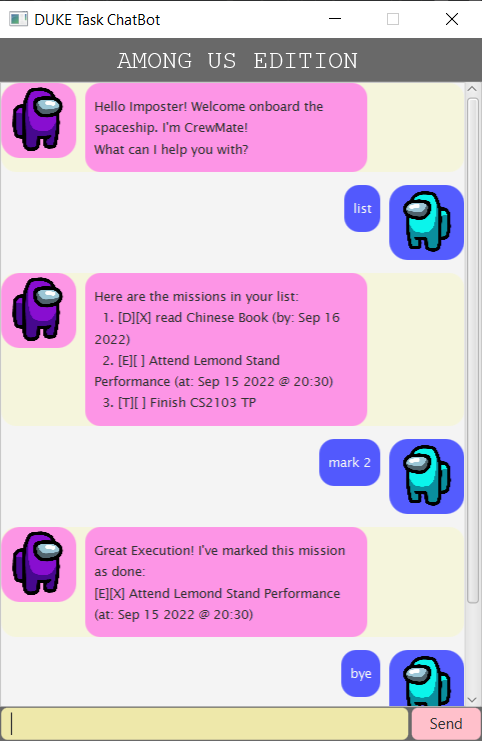 DUKE Task ChatBot
AMONG US EDITION
Hello Imposter! Welcome onboard the
spaceship. I'm CrewMate!
What can I help you with?
list
Here are the missions in your list:
1. [D][X] read Chinese Book (by: Sep 16
2022)
2. [E][ ] Attend Lemond Stand
Performance (at: Sep 15 2022 @ 20:30)
3. [T][ ] Finish CS2103 TP
mark 2
Great Execution! I've marked this mission
as done:
[E][X] Attend Lemond Stand Performance
(at: Sep 15 2022 @ 20:30)
bye
Send